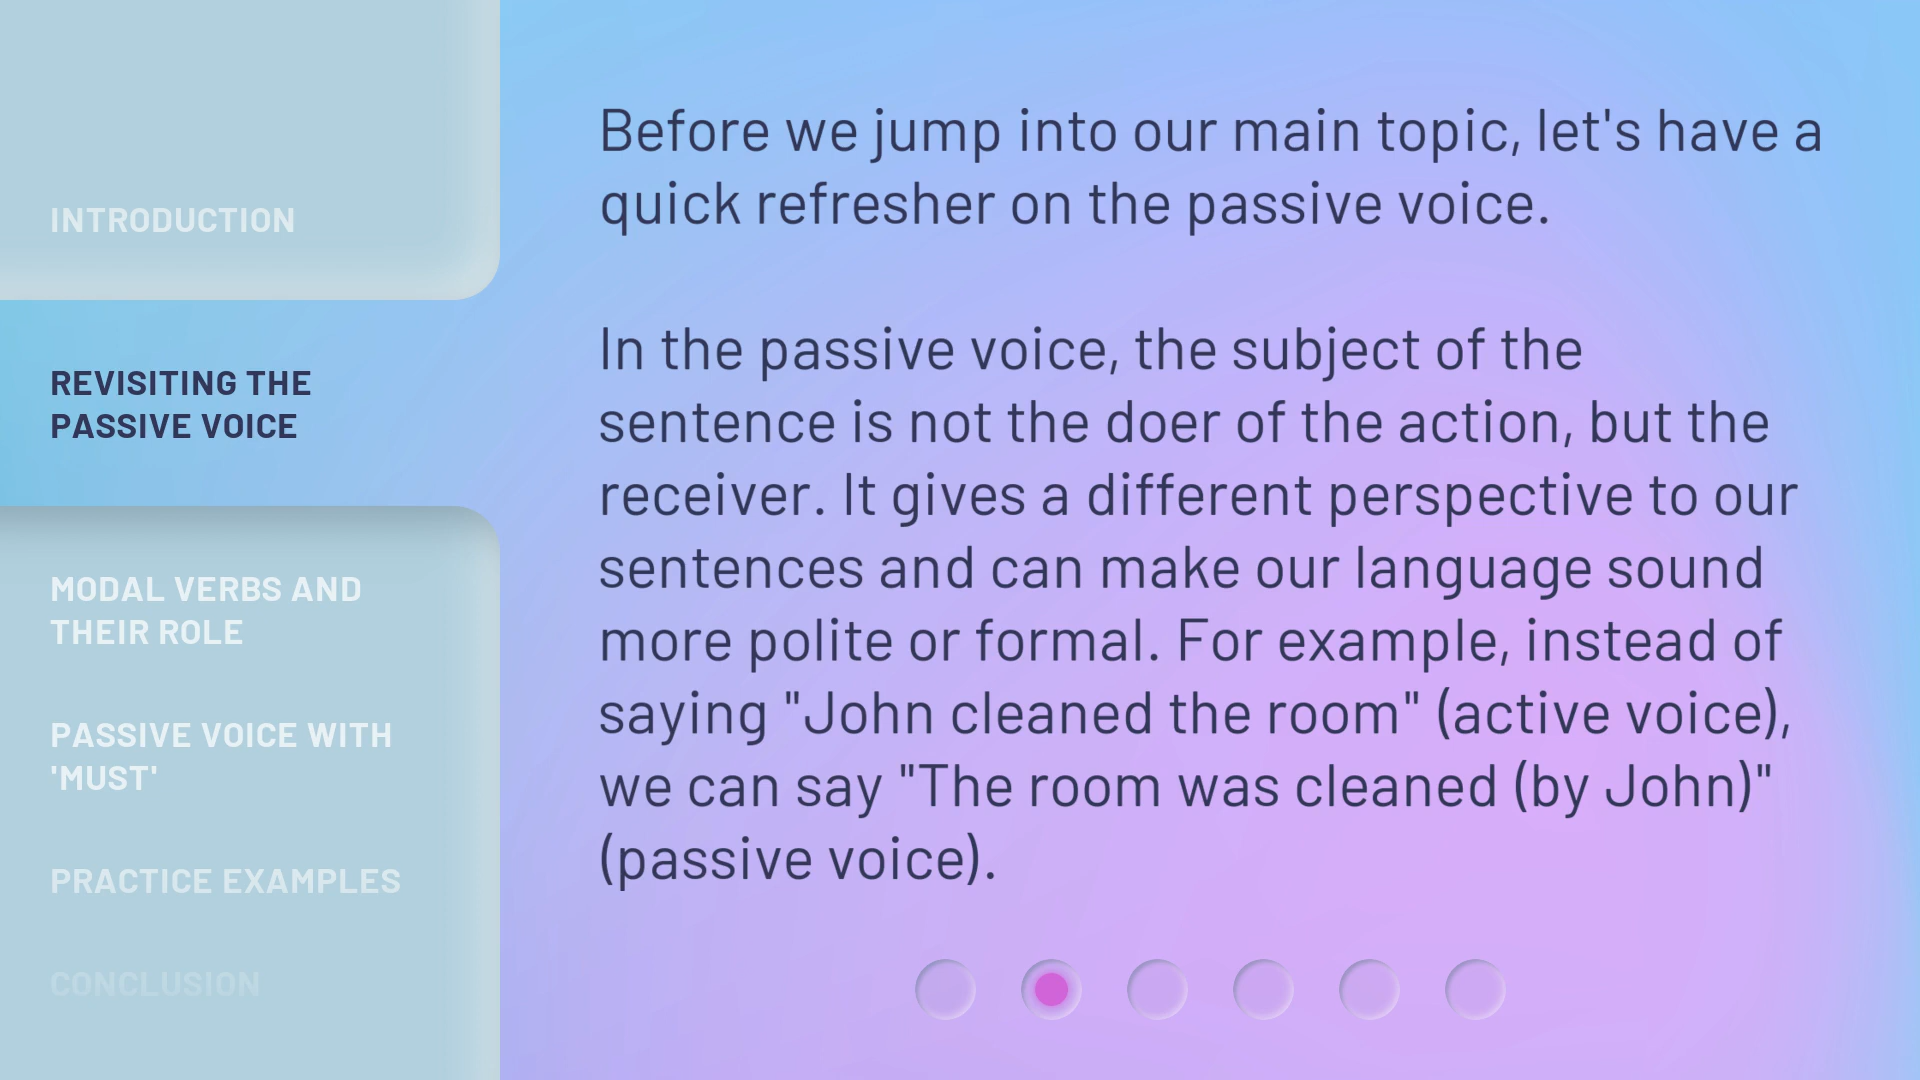 INTRODUCTION
REVISITING THE
PASSIVE VOICE
MODAL VERBS AND
THEIR ROLE
PASSIVE VOICE WITH
'MUST'
PRACTICE EXAMPLES
CONCLUSION
Before we jump into our main topic, let's have a
quick refresher on the passive voice.
In the passive voice, the subject of the
sentence is not the doer of the action, but the
receiver. It gives a different perspective to our
sentences and can make our language sound
more polite or formal. For example, instead of
saying "John cleaned the room" (active voice),
we can say "The room was cleaned (by John)"
(passive voice).